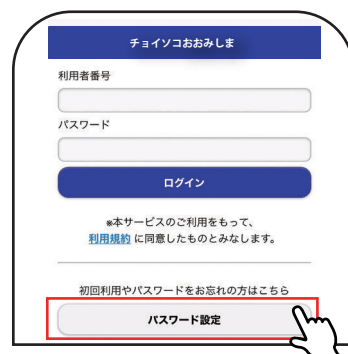 チョイソコおおみしま
利用者番号
パスワード
ログイン
※本サービスのご利用をもって、
利用規約 に同意したものとみなします。
初回利用やパスワードをお忘れの方はこちら
パスワード設定